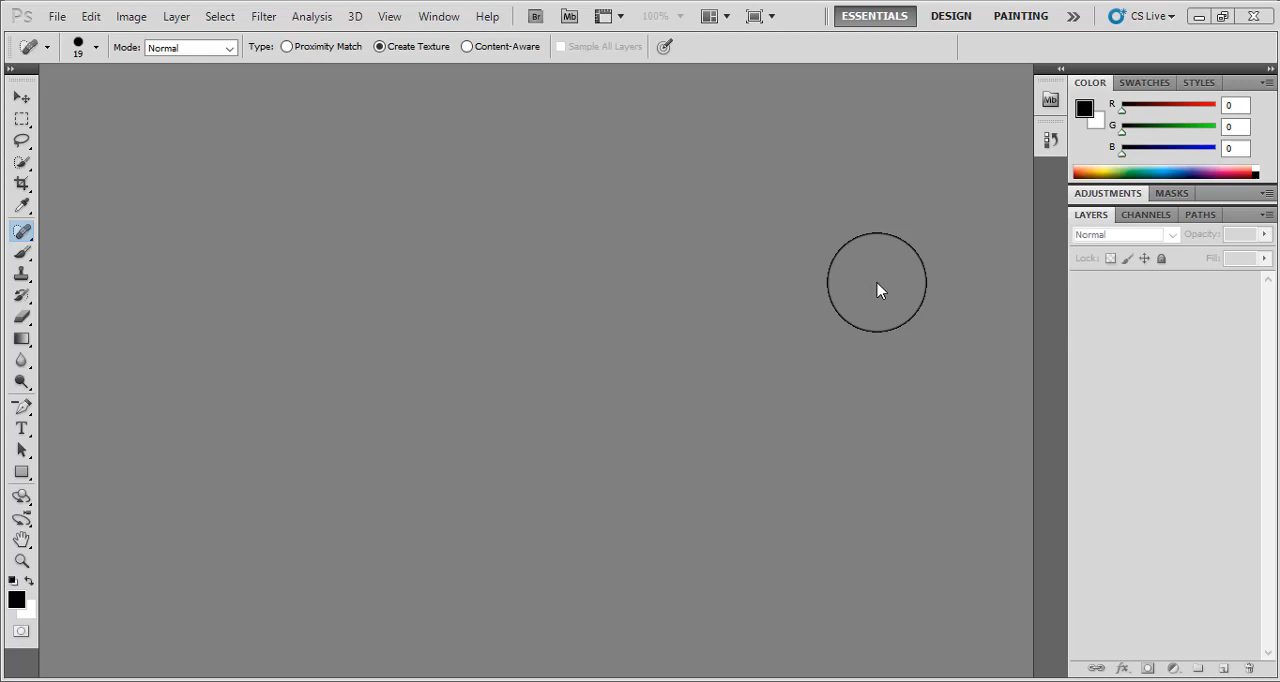 Ps File Edit Image Layer Select Filter Analysis 3D View Window Help Br Mb 100% ESSENTIALS DESIGN PAINTING CS Live
19 Mode: Normal Type: Proximity Match Create Texture Content-Aware Sample All Layers
Mb
COLOR SWATCHES STYLES
R 0
G 0
B 0
ADJUSTMENTS MASKS
LAYERS CHANNELS PATHS
Normal Opacity:
Lock: Fill:
T
fx